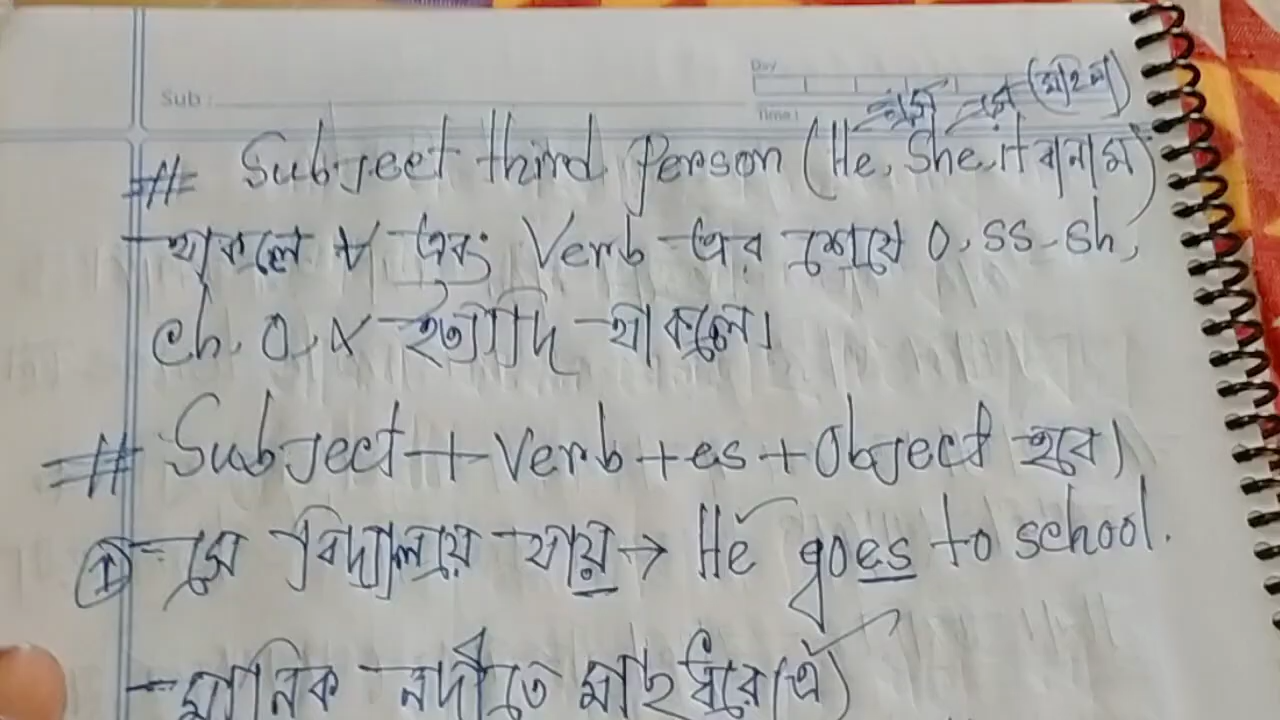 Day
Sub :
Time :
=সে =সে (মহিলা)
# Subject third person (He, She, it বা নাম)
থাকলে এবং Verb এর শেষে O, ss, sh,
ch, O, x ইত্যাদি থাকলে।
# Subject + Verb + es + Object হবে।
① সে বিদ্যালয়ে যায় → He goes to school.
মানিক নদীতে মাছ ধরে (এঁ)